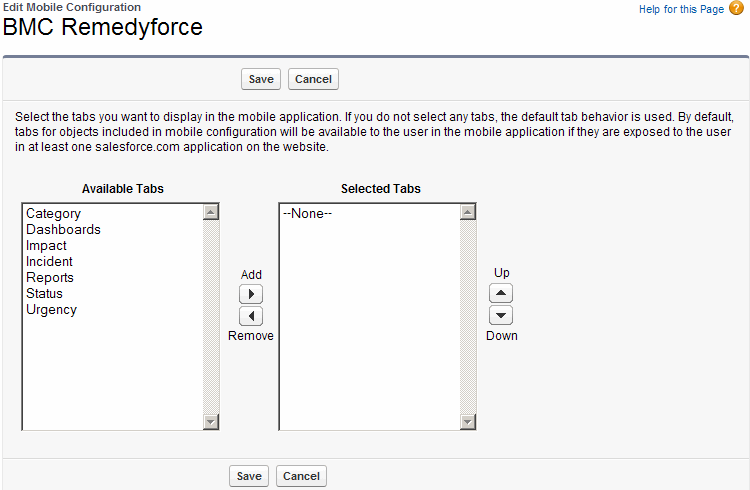 Edit Mobile Configuration
Help for this Page ?
BMC Remedyforce
Save Cancel
Select the tabs you want to display in the mobile application. If you do not select any tabs, the default tab behavior is used. By default,
tabs for objects included in mobile configuration will be available to the user in the mobile application if they are exposed to the user
in at least one salesforce.com application on the website.
Available Tabs
Category
Dashboards
Impact
Incident
Reports
Status
Urgency
Add
Remove
Selected Tabs
--None--
Up
Down
Save Cancel